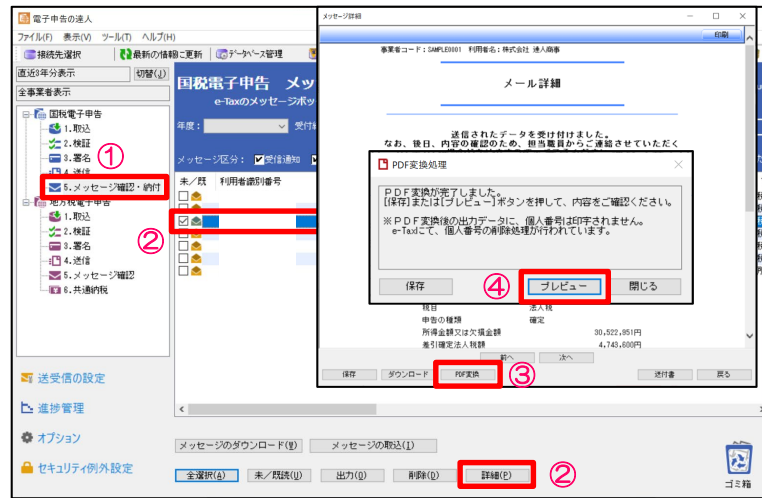 電子申告の達人
ファイル(F) 表示(V) ツール(T) ヘルプ(H)
接続先選択 最新の情報に更新 データベース管理
直近3年分表示 切替(J)
全事業者表示
国税電子申告
1.取込
2.検証
3.署名
①
4.送信
5.メッセージ確認・納付
地方税電子申告
1.取込
2.検証
②
3.署名
4.送信
5.メッセージ確認
6.共通納税
送受信の設定
進捗管理
オプション
セキュリティ例外設定
国税電子申告 メッ
e-Taxのメッセージボッ
年度:
メッセージ区分: 受信通知
未/既 利用者識別番号
メッセージのダウンロード(W) メッセージの取込(I)
全選択(A) 未/既読(U) 出力(O) 削除(D) 詳細(P) ②
ゴミ箱
メッセージ詳細
印刷
事業者コード:SAMPLE0001 利用者名:株式会社 達人商事
メール詳細
送信されたデータを受け付けました。
なお、後日、内容の確認のため、担当職員からご連絡させていただく
PDF変換処理
PDF変換が完了しました。
[保存]または[プレビュー]ボタンを押して、内容をご確認ください。
※PDF変換後の出力データに、個人番号は印字されません。
e-Taxにて、個人番号の削除処理が行われています。
保存 ④ プレビュー 閉じる
税目 法人税
申告の種類 確定
所得金額又は欠損金額 30,522,951円
差引確定法人税額 4,743,600円
前へ 次へ
保存 ダウンロード PDF変換 ③ 送付書 戻る